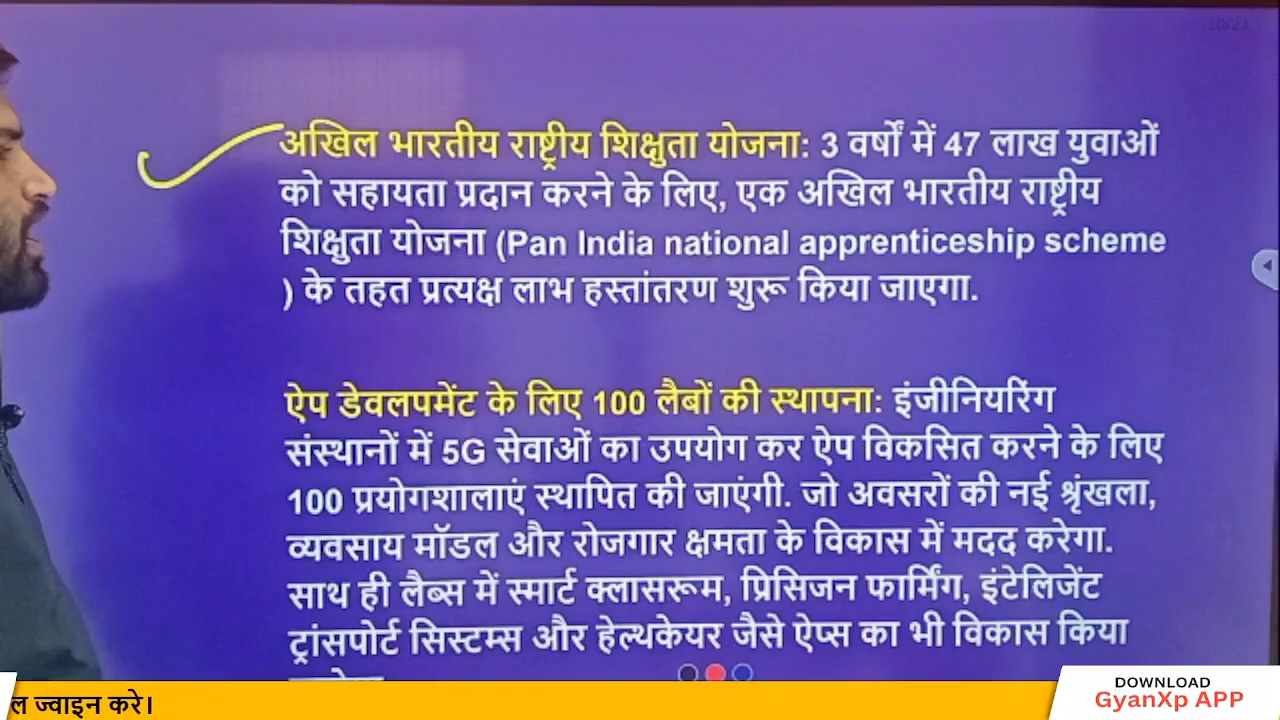 10/22
अखिल भारतीय राष्ट्रीय शिक्षुता योजना: 3 वर्षों में 47 लाख युवाओं
को सहायता प्रदान करने के लिए, एक अखिल भारतीय राष्ट्रीय
शिक्षुता योजना (Pan India national apprenticeship scheme
) के तहत प्रत्यक्ष लाभ हस्तांतरण शुरू किया जाएगा.
ऐप डेवलपमेंट के लिए 100 लैबों की स्थापना: इंजीनियरिंग
संस्थानों में 5G सेवाओं का उपयोग कर ऐप विकसित करने के लिए
100 प्रयोगशालाएं स्थापित की जाएंगी. जो अवसरों की नई श्रृंखला,
व्यवसाय मॉडल और रोजगार क्षमता के विकास में मदद करेगा.
साथ ही लैब्स में स्मार्ट क्लासरूम, प्रिसिजन फार्मिंग, इंटेलिजेंट
ट्रांसपोर्ट सिस्टम्स और हेल्थकेयर जैसे ऐप्स का भी विकास किया
ल ज्वाइन करे।
DOWNLOAD
GyanXp APP